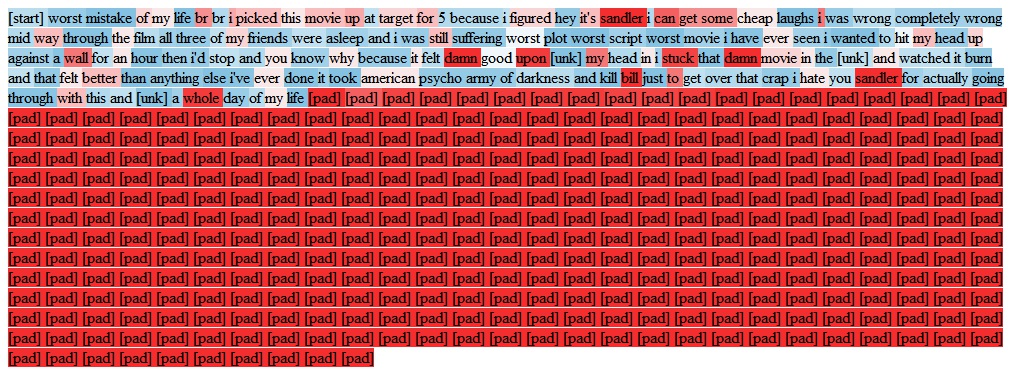 [start] worst mistake of my life br br i picked this movie up at target for 5 because i figured hey it's sandler i can get some cheap laughs i was wrong completely wrong
mid way through the film all three of my friends were asleep and i was still suffering worst plot worst script worst movie i have ever seen i wanted to hit my head up
against a wall for an hour then i'd stop and you know why because it felt damn good upon [unk] my head in i stuck that damn movie in the [unk] and watched it burn
and that felt better than anything else i've ever done it took american psycho army of darkness and kill bill just to get over that crap i hate you sandler for actually going
through with this and [unk] a whole day of my life [pad] [pad] [pad] [pad] [pad] [pad] [pad] [pad] [pad] [pad] [pad] [pad] [pad] [pad] [pad] [pad] [pad] [pad] [pad]
[pad] [pad] [pad] [pad] [pad] [pad] [pad] [pad] [pad] [pad] [pad] [pad] [pad] [pad] [pad] [pad] [pad] [pad] [pad] [pad] [pad] [pad] [pad] [pad] [pad] [pad] [pad]
[pad] [pad] [pad] [pad] [pad] [pad] [pad] [pad] [pad] [pad] [pad] [pad] [pad] [pad] [pad] [pad] [pad] [pad] [pad] [pad] [pad] [pad] [pad] [pad] [pad] [pad] [pad]
[pad] [pad] [pad] [pad] [pad] [pad] [pad] [pad] [pad] [pad] [pad] [pad] [pad] [pad] [pad] [pad] [pad] [pad] [pad] [pad] [pad] [pad] [pad] [pad] [pad] [pad] [pad]
[pad] [pad] [pad] [pad] [pad] [pad] [pad] [pad] [pad] [pad] [pad] [pad] [pad] [pad] [pad] [pad] [pad] [pad] [pad] [pad] [pad] [pad] [pad] [pad] [pad] [pad] [pad]
[pad] [pad] [pad] [pad] [pad] [pad] [pad] [pad] [pad] [pad] [pad] [pad] [pad] [pad] [pad] [pad] [pad] [pad] [pad] [pad] [pad] [pad] [pad] [pad] [pad] [pad] [pad]
[pad] [pad] [pad] [pad] [pad] [pad] [pad] [pad] [pad] [pad] [pad] [pad] [pad] [pad] [pad] [pad] [pad] [pad] [pad] [pad] [pad] [pad] [pad] [pad] [pad] [pad] [pad]
[pad] [pad] [pad] [pad] [pad] [pad] [pad] [pad] [pad] [pad] [pad] [pad] [pad] [pad] [pad] [pad] [pad] [pad] [pad] [pad] [pad] [pad] [pad] [pad] [pad] [pad] [pad]
[pad] [pad] [pad] [pad] [pad] [pad] [pad] [pad] [pad] [pad] [pad] [pad] [pad] [pad] [pad] [pad] [pad] [pad] [pad] [pad] [pad] [pad] [pad] [pad] [pad] [pad] [pad]
[pad] [pad] [pad] [pad] [pad] [pad] [pad] [pad] [pad] [pad] [pad] [pad] [pad] [pad] [pad] [pad] [pad] [pad] [pad] [pad] [pad] [pad] [pad] [pad] [pad] [pad] [pad]
[pad] [pad] [pad] [pad] [pad] [pad] [pad] [pad] [pad] [pad] [pad] [pad] [pad] [pad] [pad] [pad] [pad] [pad] [pad] [pad] [pad] [pad] [pad] [pad] [pad] [pad] [pad]
[pad] [pad] [pad] [pad] [pad] [pad] [pad] [pad] [pad] [pad] [pad] [pad] [pad] [pad] [pad] [pad] [pad] [pad] [pad] [pad] [pad] [pad] [pad] [pad] [pad] [pad] [pad]
[pad] [pad] [pad] [pad] [pad] [pad] [pad] [pad] [pad] [pad] [pad] [pad] [pad] [pad] [pad] [pad] [pad] [pad] [pad] [pad] [pad] [pad] [pad] [pad] [pad] [pad] [pad]
[pad] [pad] [pad] [pad] [pad] [pad] [pad] [pad] [pad] [pad]